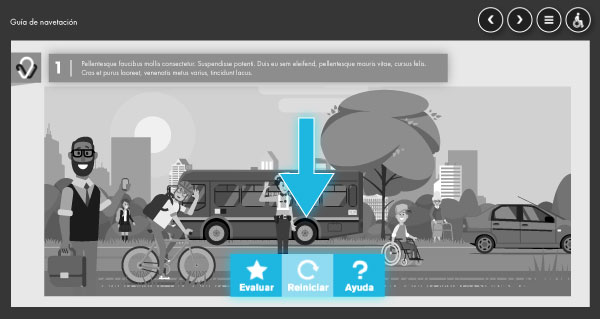 Guía de navetación
1
Pellentesque faucibus mollis consectetur. Suspendisse potenti. Duis eu sem eleifend, pellentesque mauris vitae, cursus felis.
Cras et purus laoreet, venenatis metus varius, tincidunt lacus.
Evaluar
Reiniciar
Ayuda